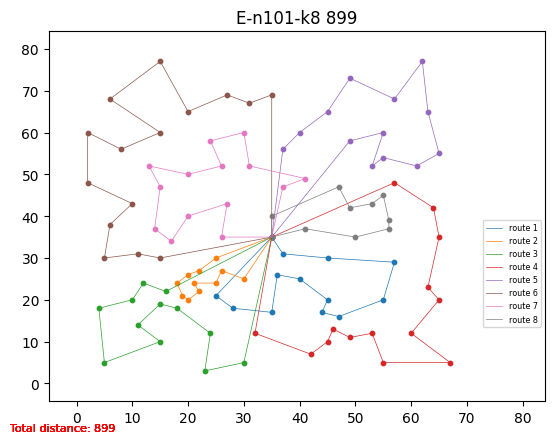 E-n101-k8 899
80
70
60
50
40
30
20
10
0
0 10 20 30 40 50 60 70 80
route 1
route 2
route 3
route 4
route 5
route 6
route 7
route 8
Total distance: 899